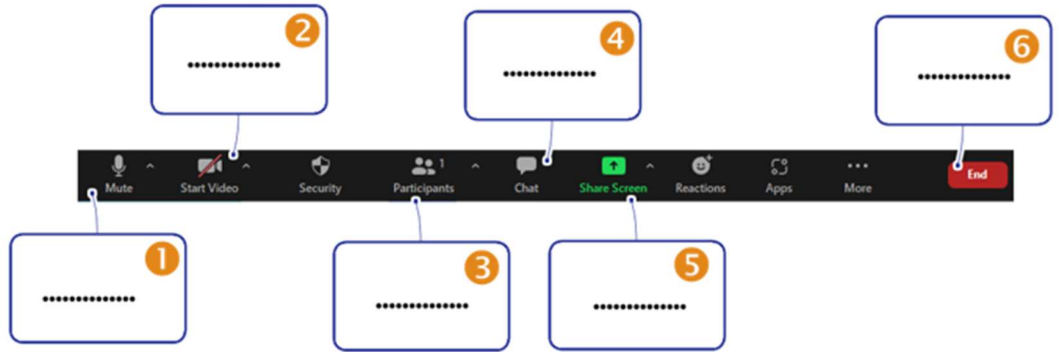 2
4
6
..............
..............
..............
1
Mute
Start Video
Security
Participants
Chat
Share Screen
Reactions
Apps
More
End
1
3
5
..............
..............
..............